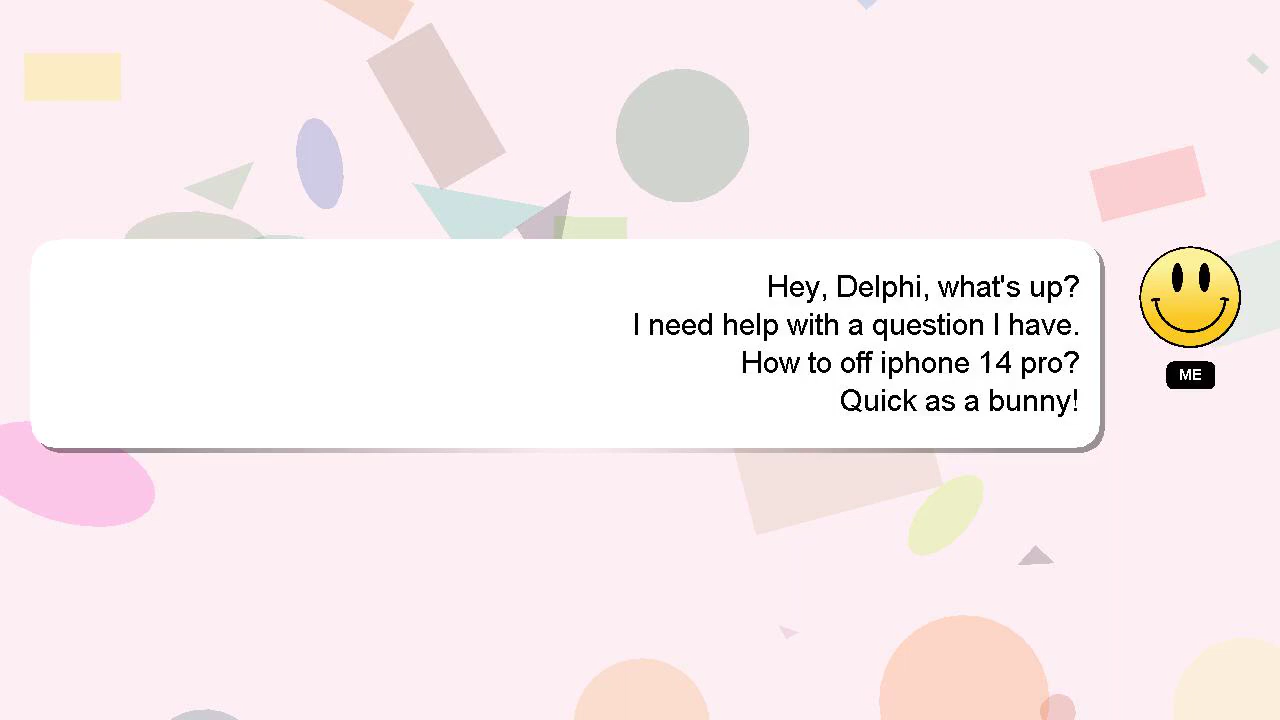 Hey, Delphi, what's up?
I need help with a question I have.
How to off iphone 14 pro?
Quick as a bunny!
ME